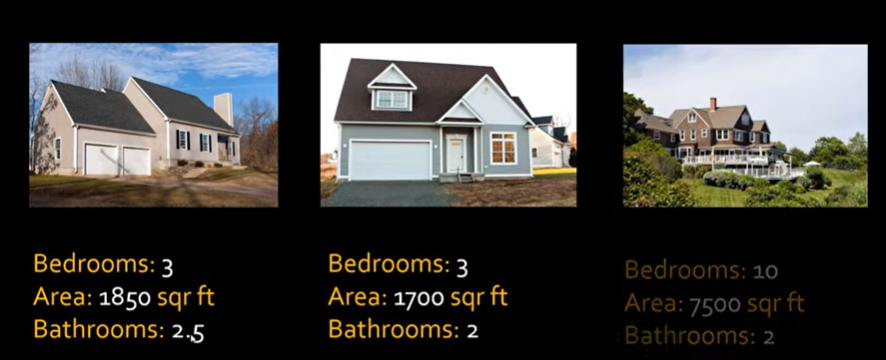 Bedrooms: 3
Area: 1850 sqr ft
Bathrooms: 2.5
Bedrooms: 3
Area: 1700 sqr ft
Bathrooms: 2
Bedrooms: 10
Area: 7500 sqr ft
Bathrooms: 2